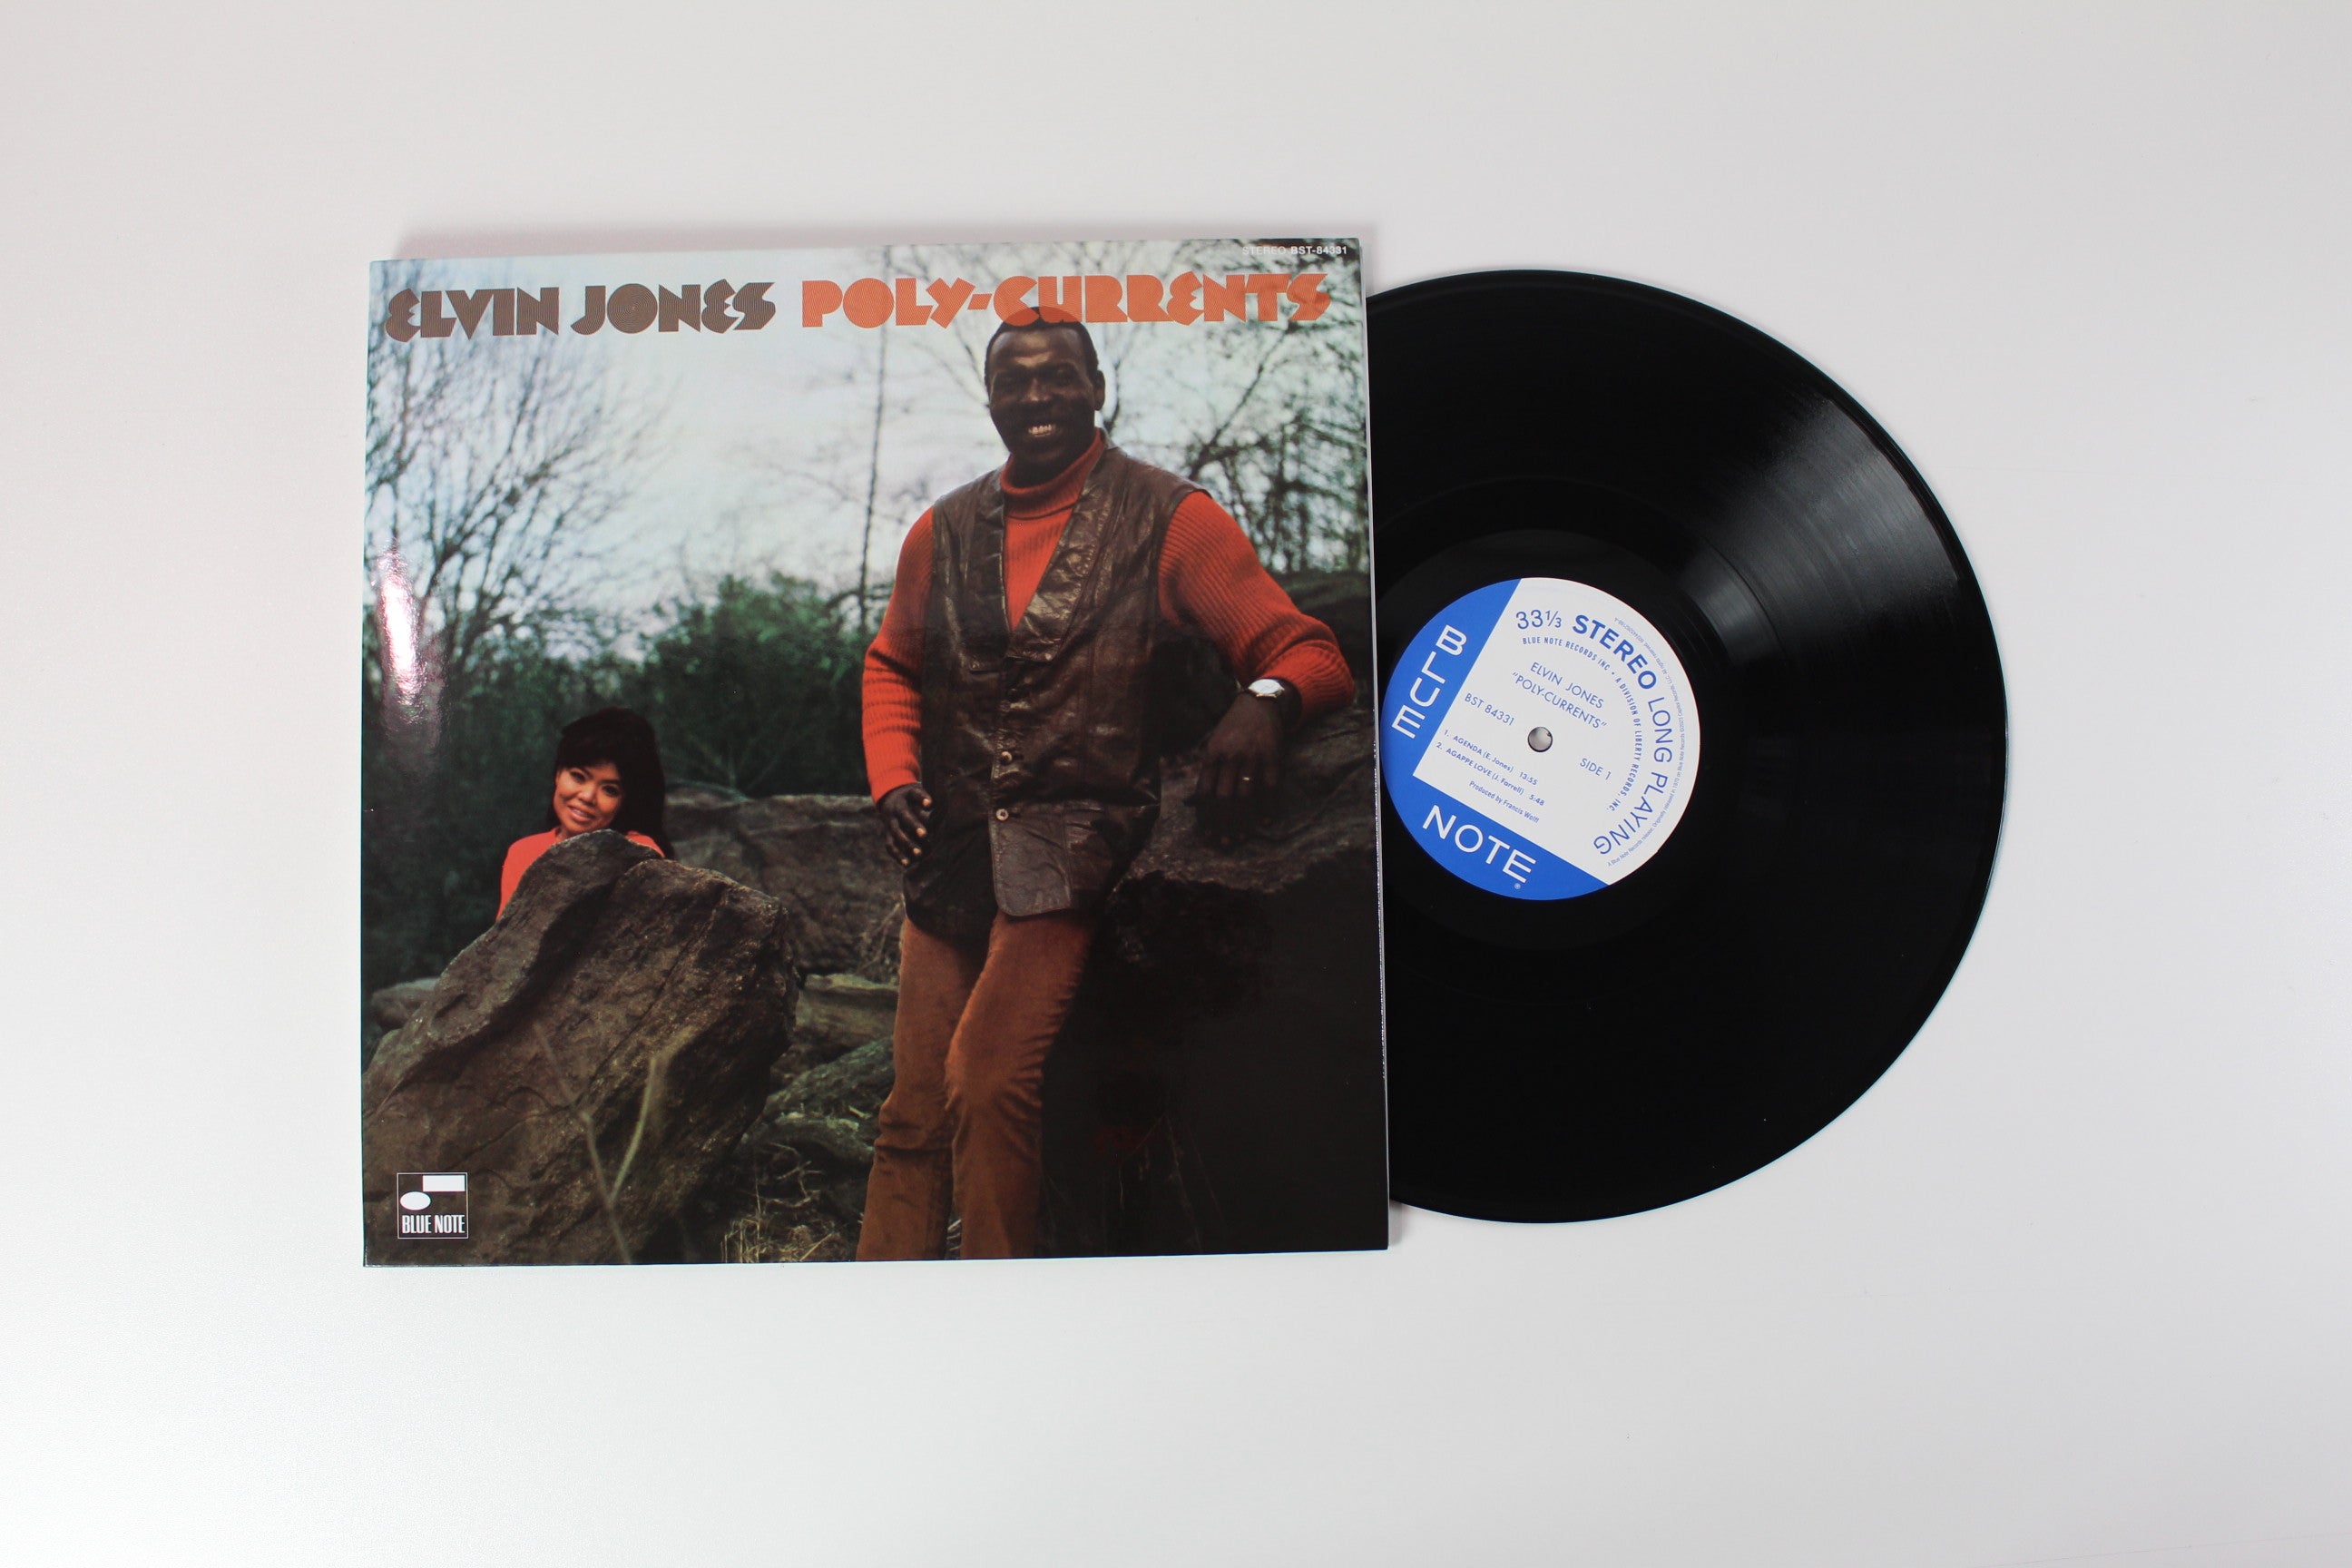 STEREO BST-84331
ELVIN JONES POLY-CURRENTS
BLUE NOTE
33⅓ STEREO LONG PLAYING
BLUE NOTE RECORDS INC • A DIVISION OF LIBERTY RECORDS, INC.
ELVIN JONES
"POLY-CURRENTS"
BST 84331
SIDE 1
1. AGENDA (E. Jones) 13:55
2. AGAPPE LOVE (J. Farrell) 5:48
Produced by Francis Wolff
BLUE
NOTE®